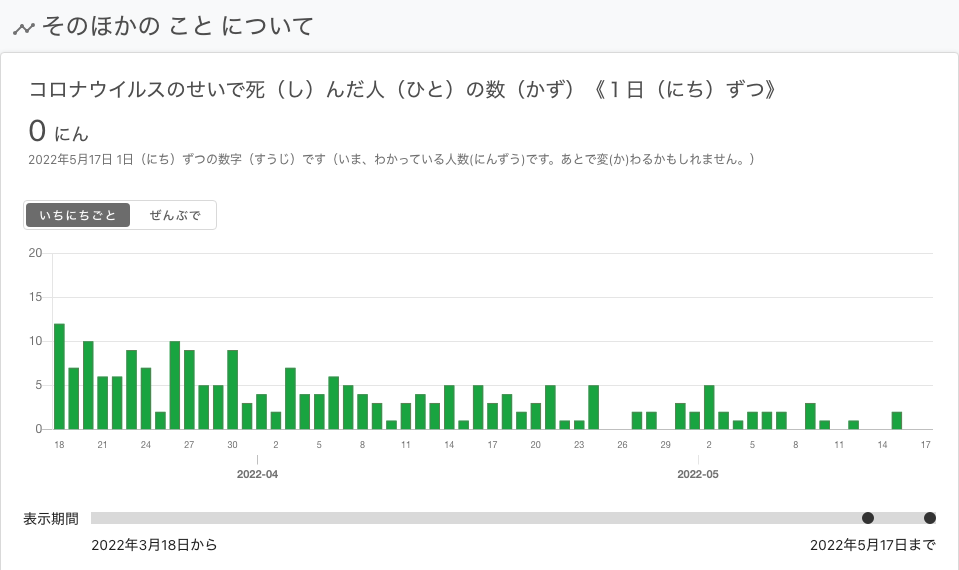 そのほかの こと について
コロナウイルスのせいで死（し）んだ人（ひと）の数（かず）《１日（にち）ずつ》
0 にん
2022年5月17日 1日（にち）ずつの数字（すうじ）です（いま、わかっている人数(にんずう)です。あとで変(か)わるかもしれません。）
いちにちごと ぜんぶで
20
15
10
5
0
18 21 24 27 30 2 5 8 11 14 17 20 23 26 29 2 5 8 11 14 17
2022-04 2022-05
表示期間
2022年3月18日から 2022年5月17日まで